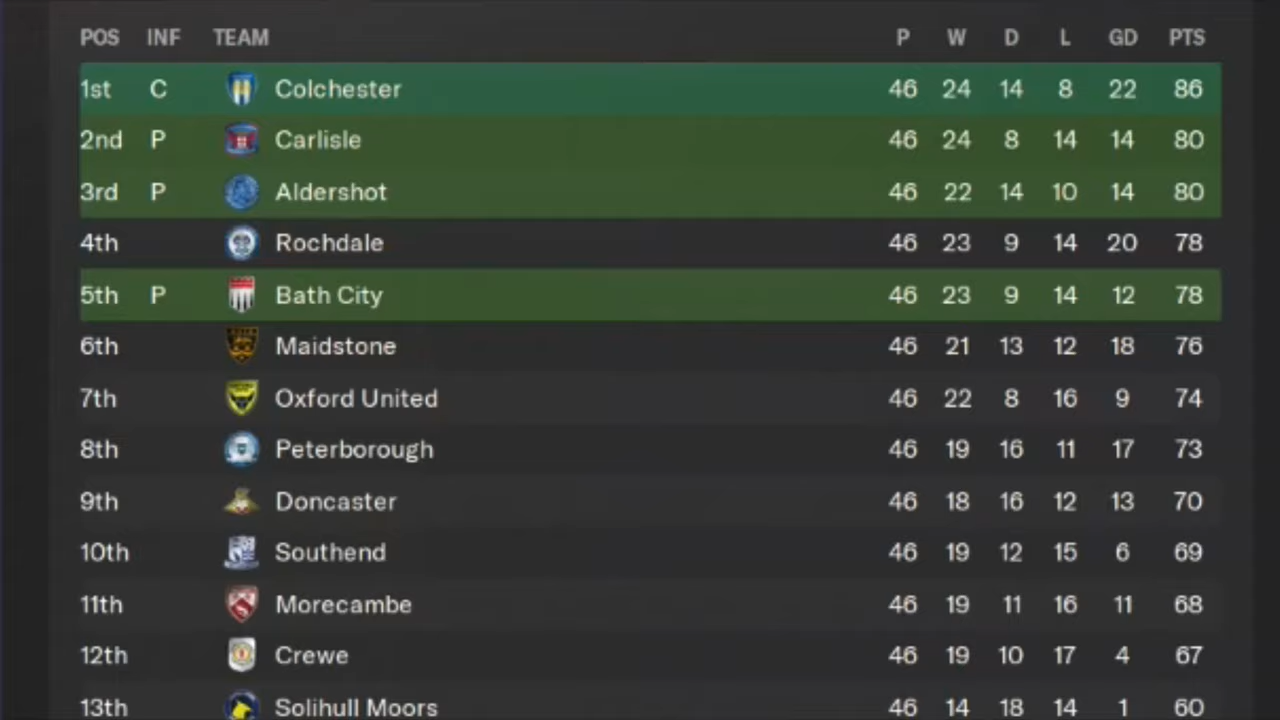 POS INF TEAM P W D L GD PTS
1st C Colchester 46 24 14 8 22 86
2nd P Carlisle 46 24 8 14 14 80
3rd P Aldershot 46 22 14 10 14 80
4th Rochdale 46 23 9 14 20 78
5th P Bath City 46 23 9 14 12 78
6th Maidstone 46 21 13 12 18 76
7th Oxford United 46 22 8 16 9 74
8th Peterborough 46 19 16 11 17 73
9th Doncaster 46 18 16 12 13 70
10th Southend 46 19 12 15 6 69
11th Morecambe 46 19 11 16 11 68
12th Crewe 46 19 10 17 4 67
13th Solihull Moors 46 14 18 14 1 60